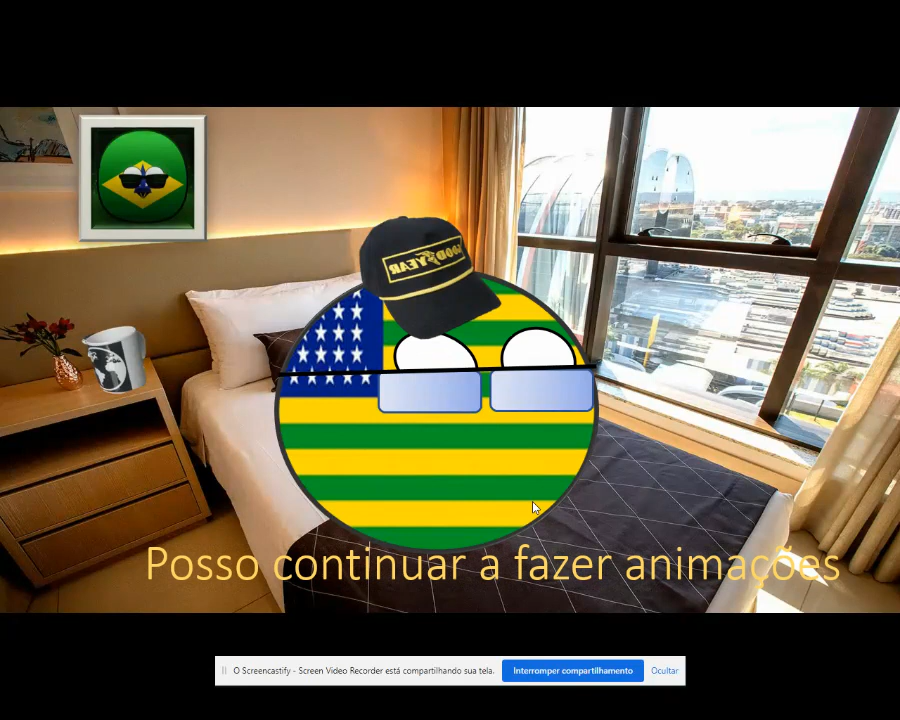 GOODYEAR
Posso continuar a fazer animações
O Screencastify - Screen Video Recorder está compartilhando sua tela.
Interromper compartilhamento
Ocultar